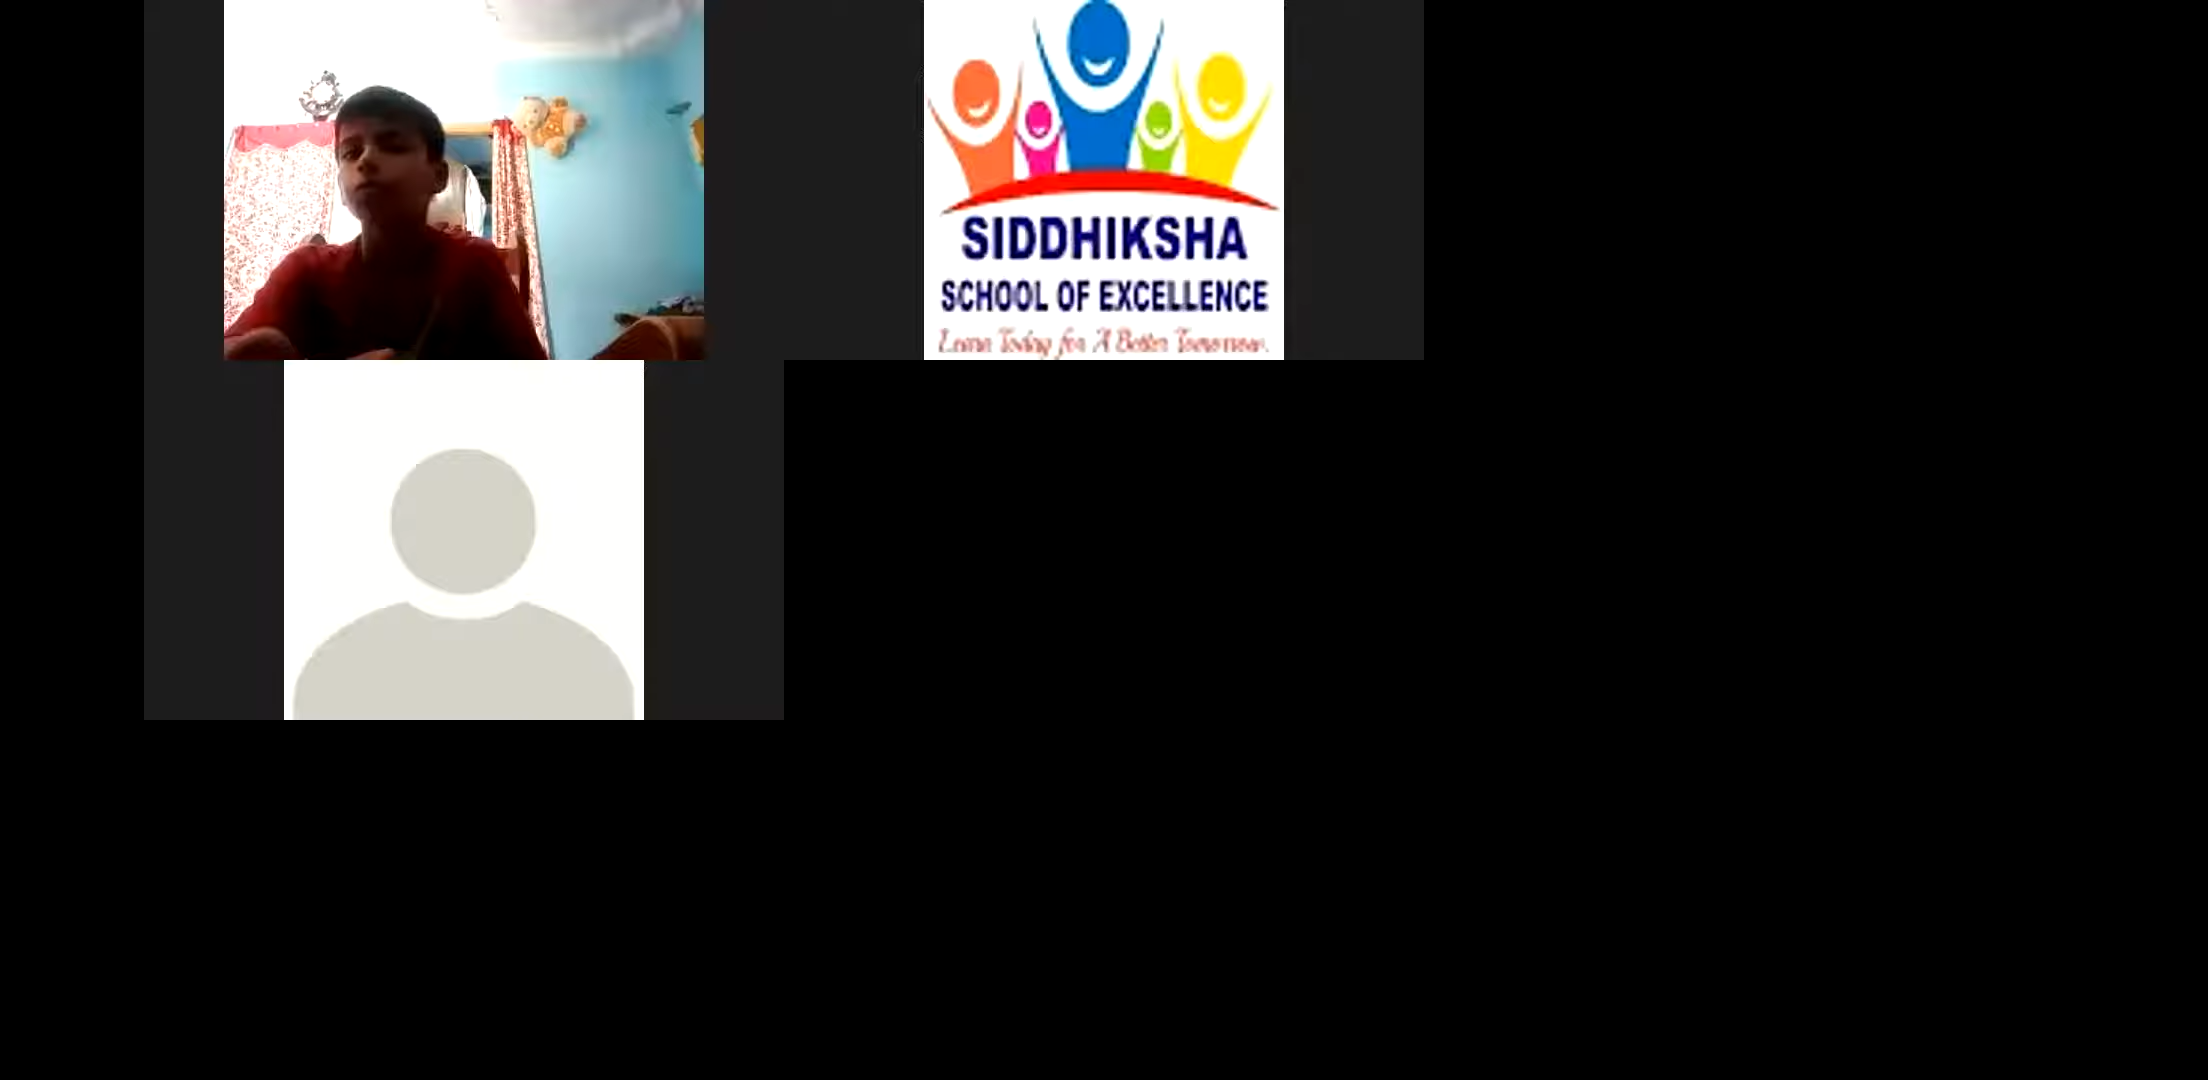 SIDDHIKSHA
SCHOOL OF EXCELLENCE
Learn Today for A Better Tomorrow.